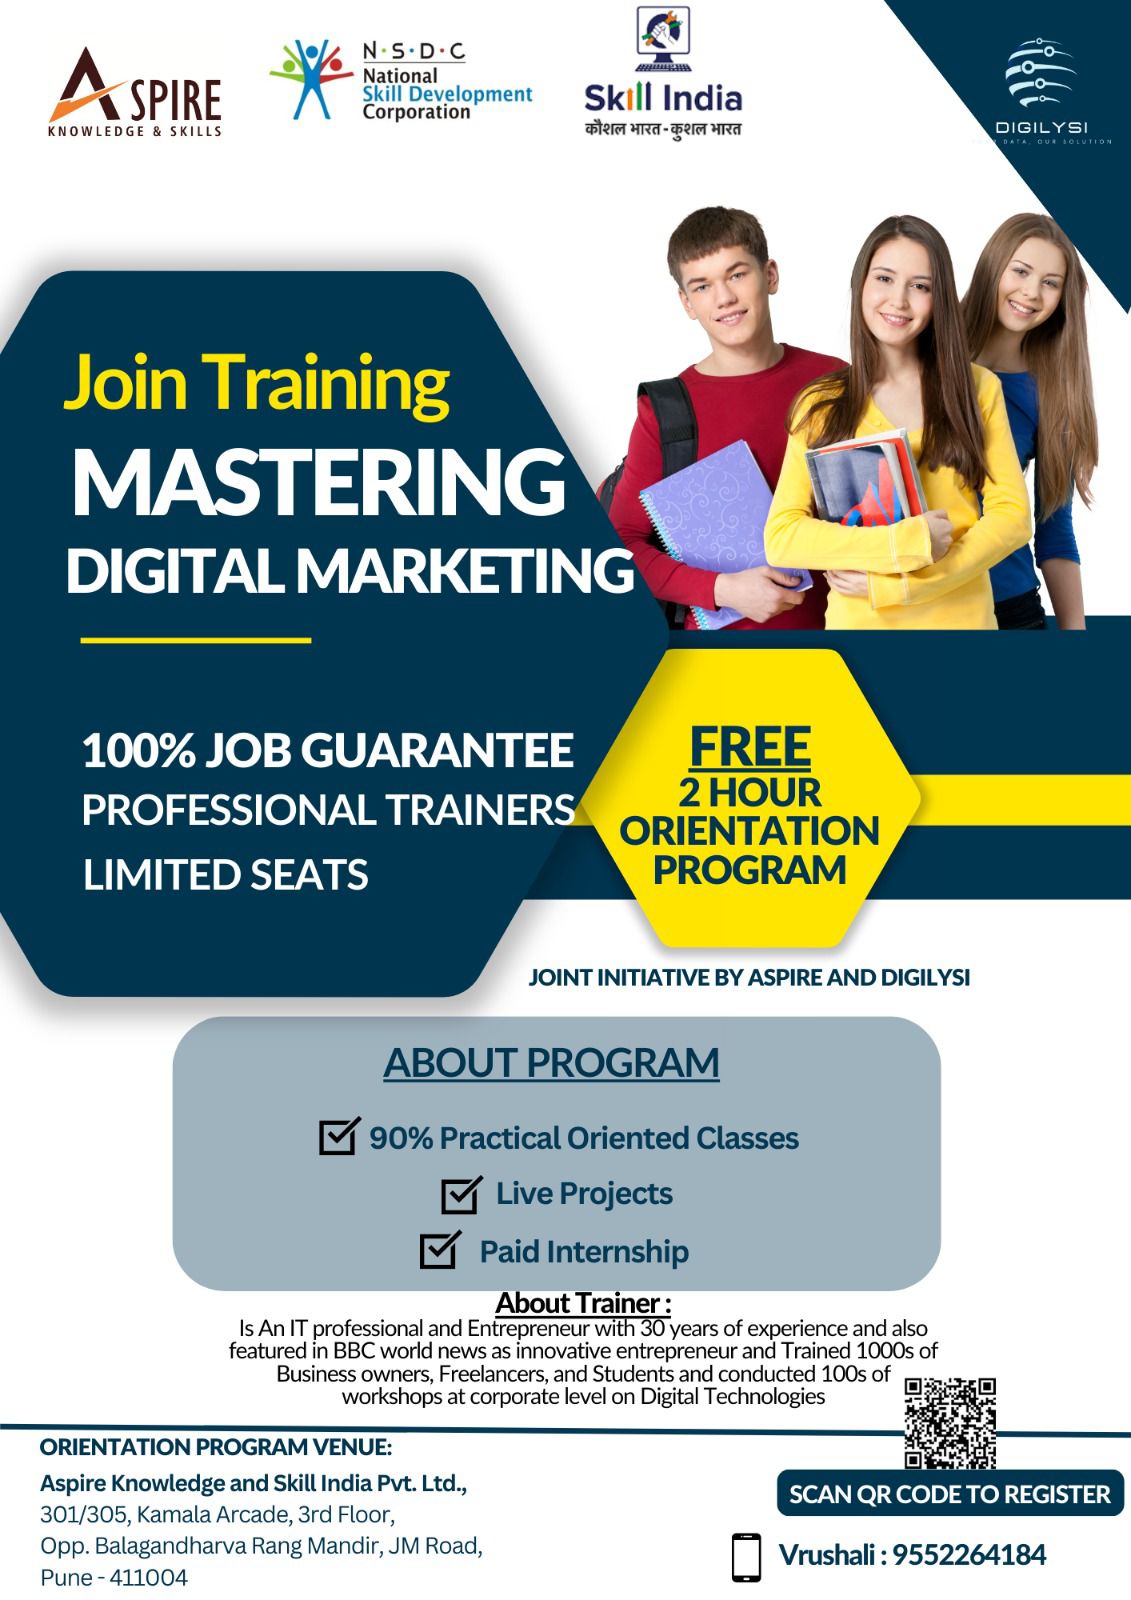 ASPIRE
KNOWLEDGE & SKILLS
N·S·D·C
National
Skill Development
Corporation
Skill India
कौशल भारत-कुशल भारत
DIGILYSI
DATA, OUR SOLUTION
Join Training
MASTERING
DIGITAL MARKETING
100% JOB GUARANTEE
PROFESSIONAL TRAINERS
LIMITED SEATS
FREE
2 HOUR
ORIENTATION
PROGRAM
JOINT INITIATIVE BY ASPIRE AND DIGILYSI
ABOUT PROGRAM
90% Practical Oriented Classes
Live Projects
Paid Internship
About Trainer :
Is An IT professional and Entrepreneur with 30 years of experience and also
featured in BBC world news as innovative entrepreneur and Trained 1000s of
Business owners, Freelancers, and Students and conducted 100s of
workshops at corporate level on Digital Technologies
ORIENTATION PROGRAM VENUE:
Aspire Knowledge and Skill India Pvt. Ltd.,
301/305, Kamala Arcade, 3rd Floor,
Opp. Balagandharva Rang Mandir, JM Road,
Pune - 411004
SCAN QR CODE TO REGISTER
Vrushali : 9552264184